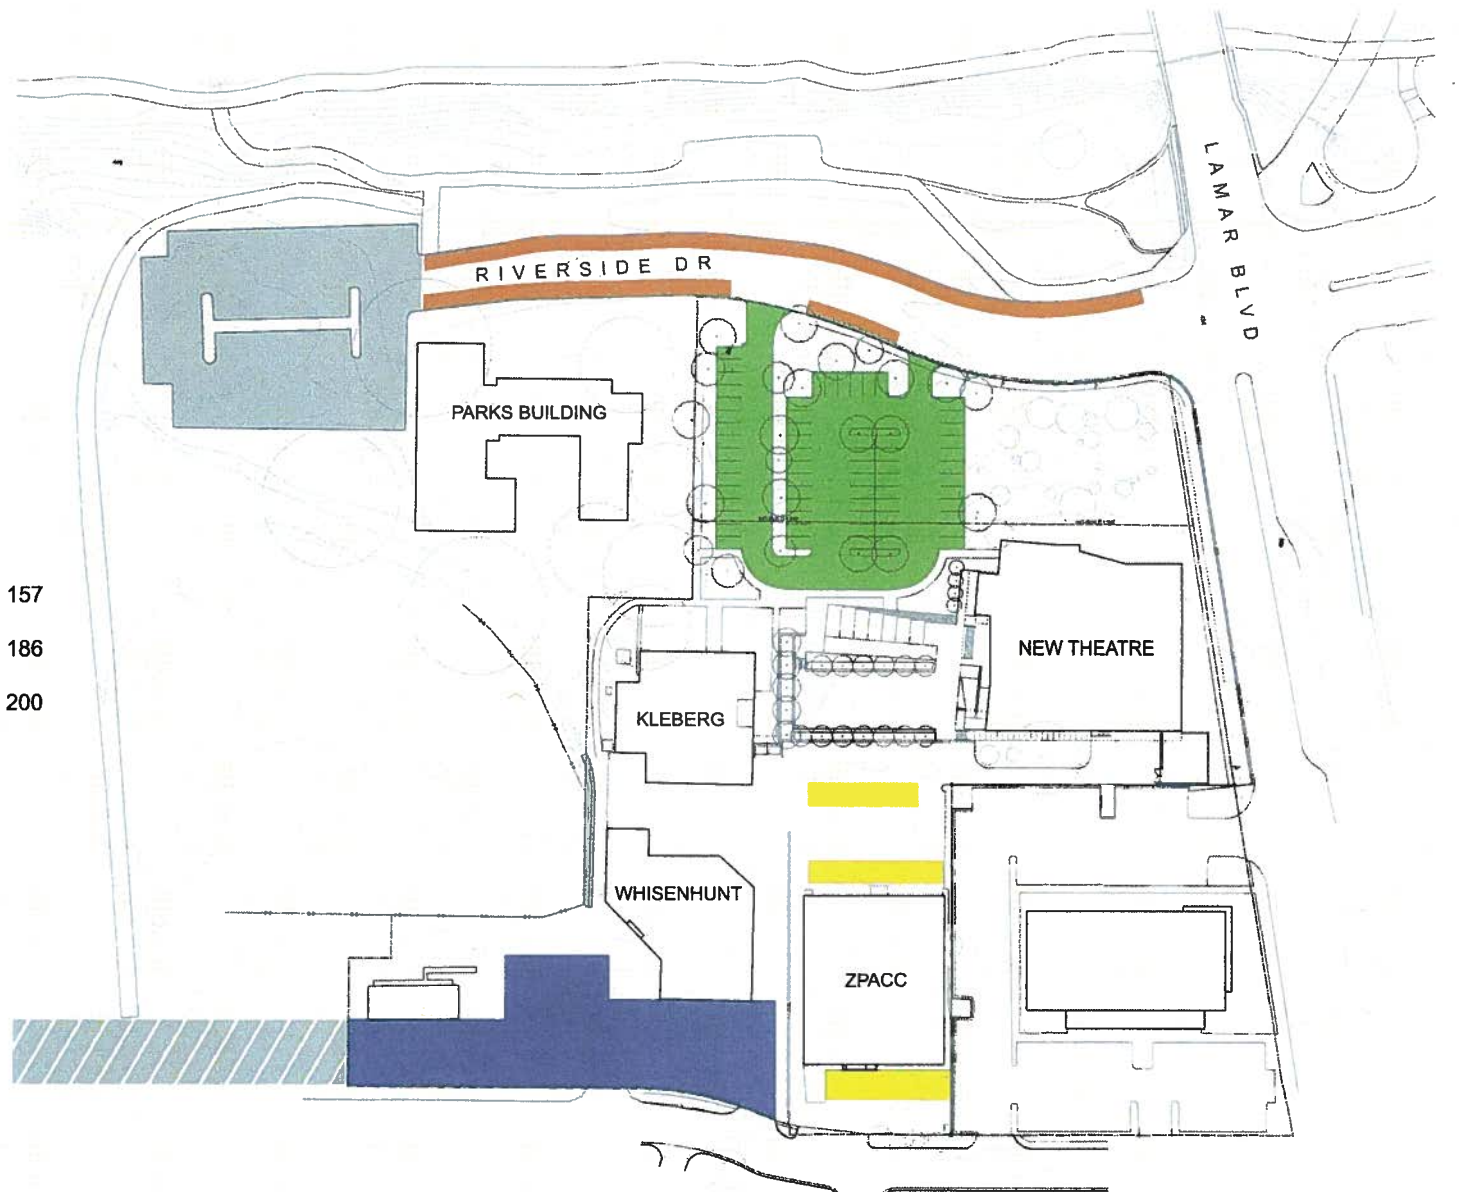 LAMAR BLVD
RIVERSIDE DR
PARKS BUILDING
157
186
200
NEW THEATRE
KLEBERG
WHISENHUNT
ZPACC